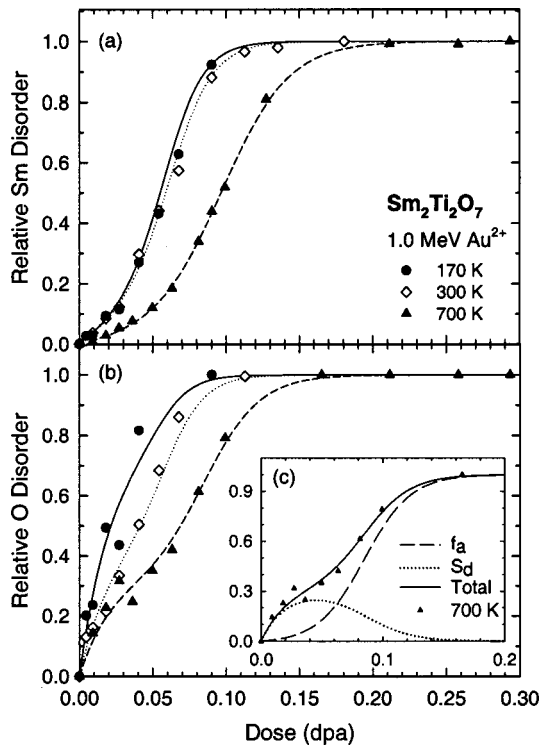 (a)
1.0
0.8
0.6
0.4
0.2
0.0
Relative Sm Disorder
Sm₂Ti₂O₇
1.0 MeV Au²⁺
170 K
300 K
700 K
(b)
1.0
0.8
0.6
0.4
0.2
0.0
Relative O Disorder
(c)
0.9
0.6
0.3
0.0
fₐ
S_d
Total
700 K
0.0 0.1 0.2
0.00 0.05 0.10 0.15 0.20 0.25 0.30
Dose (dpa)